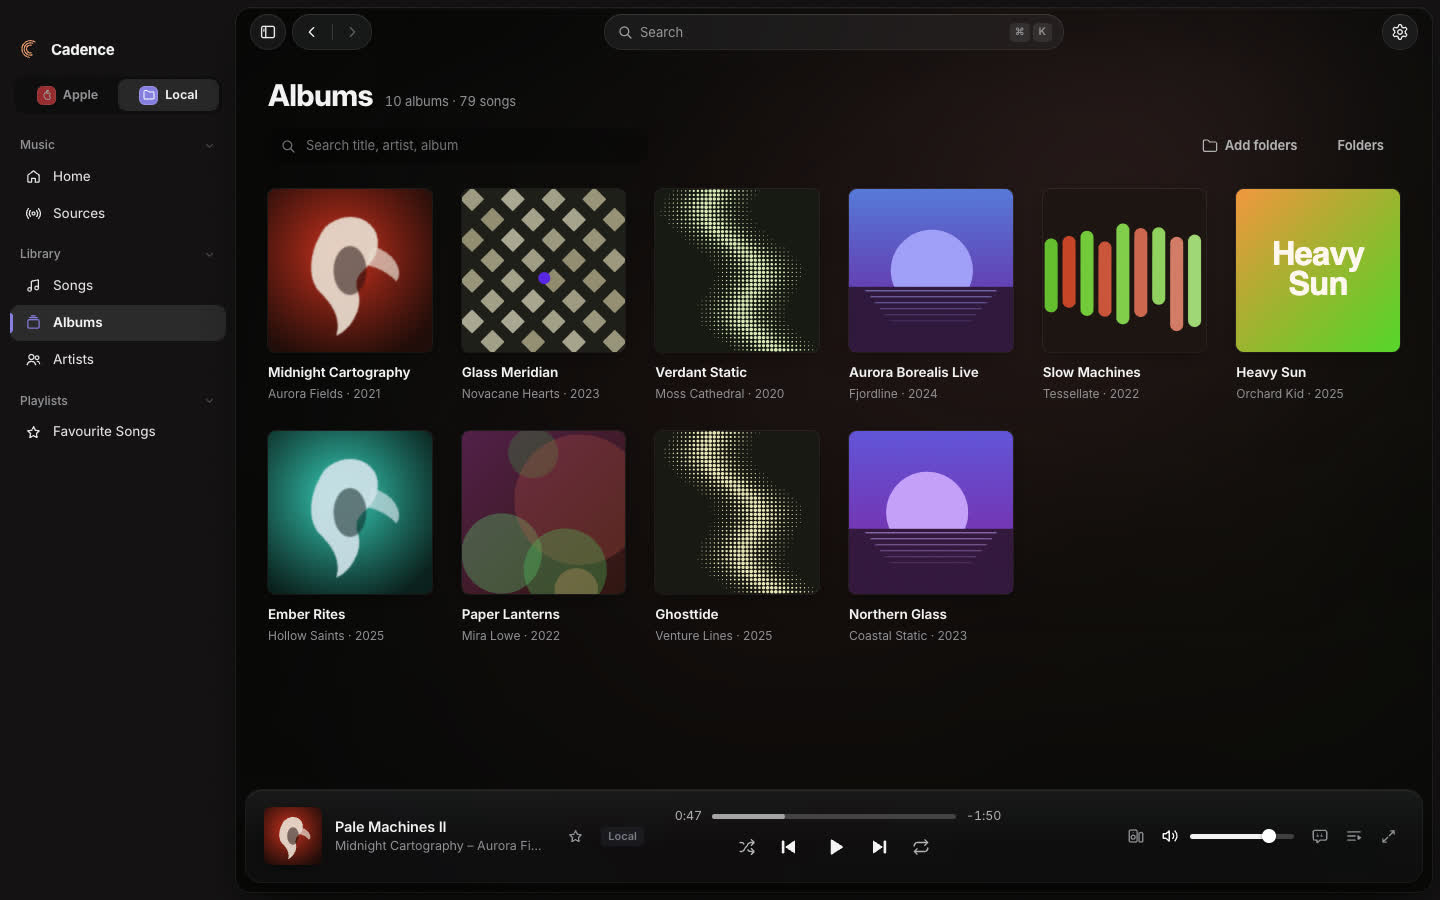 Cadence
Apple
Local
Music
Home
Sources
Library
Songs
Albums
Artists
Playlists
Favourite Songs
Search
⌘ K
Albums 10 albums · 79 songs
Search title, artist, album
Add folders
Folders
Heavy
Sun
Midnight Cartography
Aurora Fields · 2021
Glass Meridian
Novacane Hearts · 2023
Verdant Static
Moss Cathedral · 2020
Aurora Borealis Live
Fjordline · 2024
Slow Machines
Tessellate · 2022
Heavy Sun
Orchard Kid · 2025
Ember Rites
Hollow Saints · 2025
Paper Lanterns
Mira Lowe · 2022
Ghosttide
Venture Lines · 2025
Northern Glass
Coastal Static · 2023
Pale Machines II
Midnight Cartography – Aurora Fi...
Local
0:47
-1:50